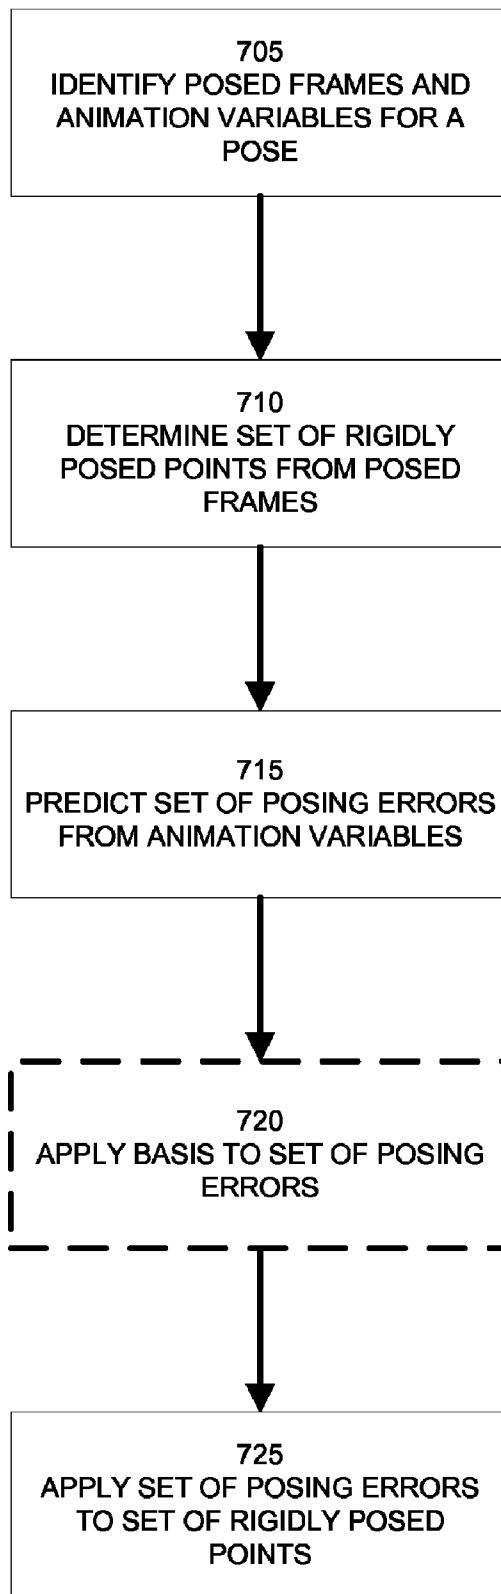 705
IDENTIFY POSED FRAMES AND
ANIMATION VARIABLES FOR A
POSE
710
DETERMINE SET OF RIGIDLY
POSED POINTS FROM POSED
FRAMES
715
PREDICT SET OF POSING ERRORS
FROM ANIMATION VARIABLES
720
APPLY BASIS TO SET OF POSING
ERRORS
725
APPLY SET OF POSING ERRORS
TO SET OF RIGIDLY POSED
POINTS